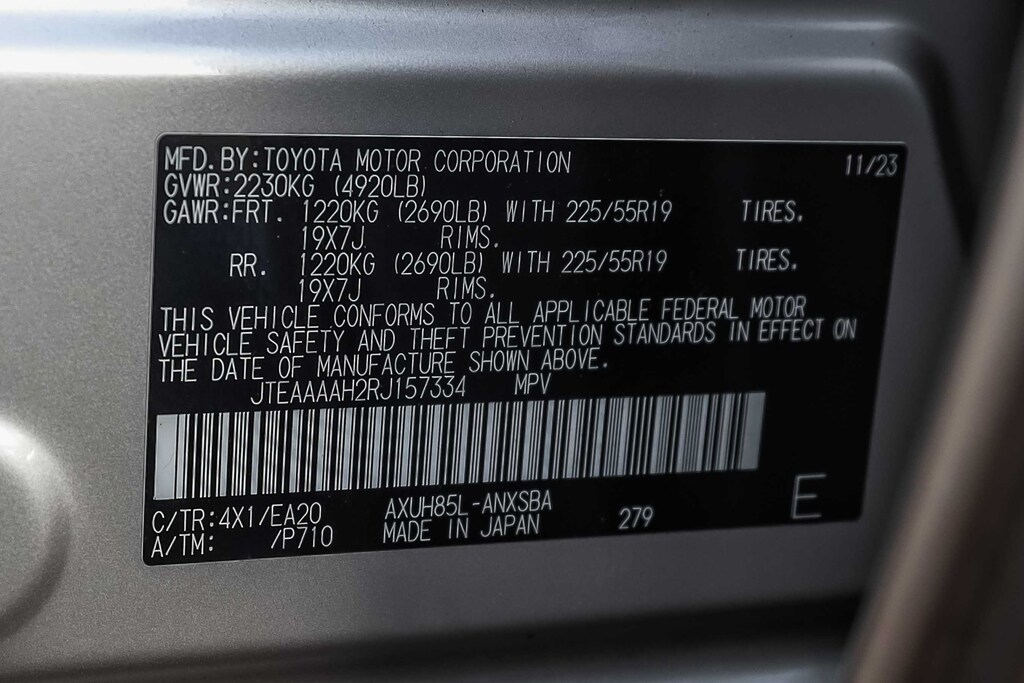 MFD.BY:TOYOTA MOTOR CORPORATION 11/23
GVWR:2230KG (4920LB)
GAWR:FRT. 1220KG (2690LB) WITH 225/55R19 TIRES.
19X7J RIMS.
RR. 1220KG (2690LB) WITH 225/55R19 TIRES.
19X7J RIMS.
THIS VEHICLE CONFORMS TO ALL APPLICABLE FEDERAL MOTOR
VEHICLE SAFETY AND THEFT PREVENTION STANDARDS IN EFFECT ON
THE DATE OF MANUFACTURE SHOWN ABOVE.
JTEAAAAH2RJ157334 MPV
C/TR:4X1/EA20 AXUH85L-ANXSBA
A/TM: /P710 MADE IN JAPAN 279 E